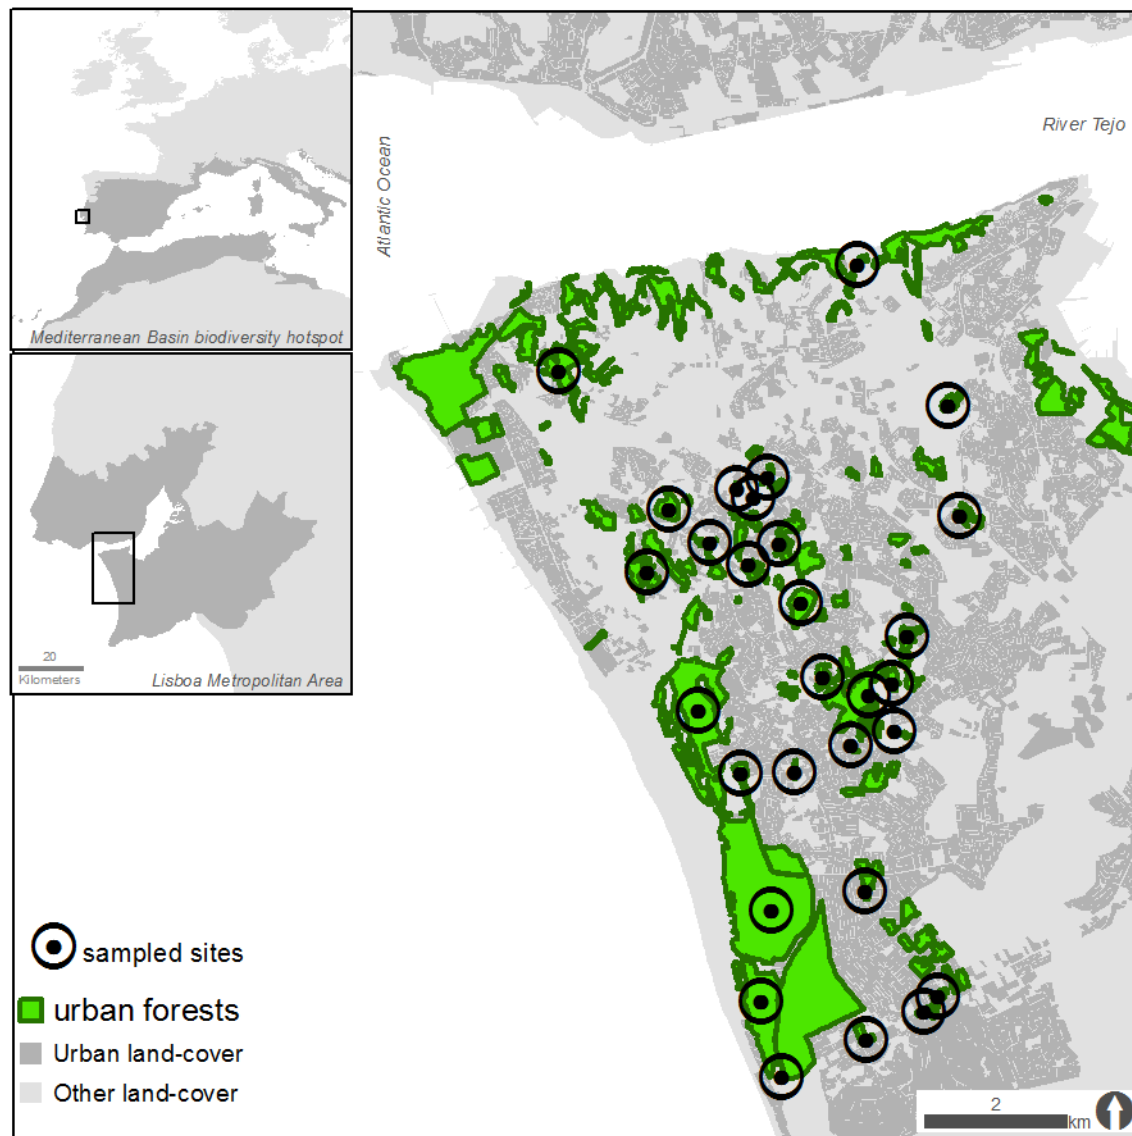 River Tejo
Atlantic Ocean
Mediterranean Basin biodiversity hotspot
20
Kilometers
Lisboa Metropolitan Area
sampled sites
urban forests
Urban land-cover
Other land-cover
2
km